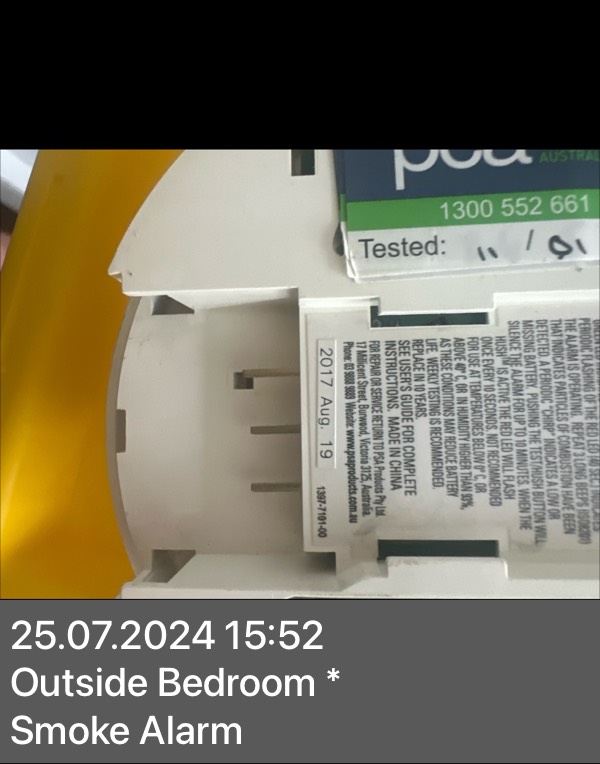 AUSTRAL
1300 552 661
Tested: 11 / 01
PERIODIC FLASHING OF THE RED LED INDICATES
THE ALARM IS OPERATING. REPEAT 3 LONG BEEPS
THAT INDICATES PARTICLES OF COMBUSTION HAVE BEEN
DETECTED. A PERIODIC "CHIRP" INDICATES A LOW OR
MISSING BATTERY. PUSHING THE TEST/HUSH BUTTON WILL
SILENCE THE ALARM FOR UP TO 10 MINUTES. WHEN THE
HUSH™ IS ACTIVE THE RED LED WILL FLASH
ONCE EVERY 10 SECONDS. NOT RECOMMENDED
FOR USE AT TEMPERATURES BELOW 0° C, OR
ABOVE 40° C, OR IN HUMIDITY HIGHER THAN 93%,
AS THESE CONDITIONS MAY REDUCE BATTERY
LIFE. WEEKLY TESTING IS RECOMMENDED.
REPLACE IN 10 YEARS.
SEE USER'S GUIDE FOR COMPLETE
INSTRUCTIONS. MADE IN CHINA
FOR REPAIR OR SERVICE RETURN TO PSA Products Pty Ltd.
17 Millicent Street, Burwood, Victoria 3125, Australia.
Phone: 03 9888 9889 Website: www.psaproducts.com.au
2017 Aug. 19
1397-7101-00
25.07.2024 15:52
Outside Bedroom *
Smoke Alarm